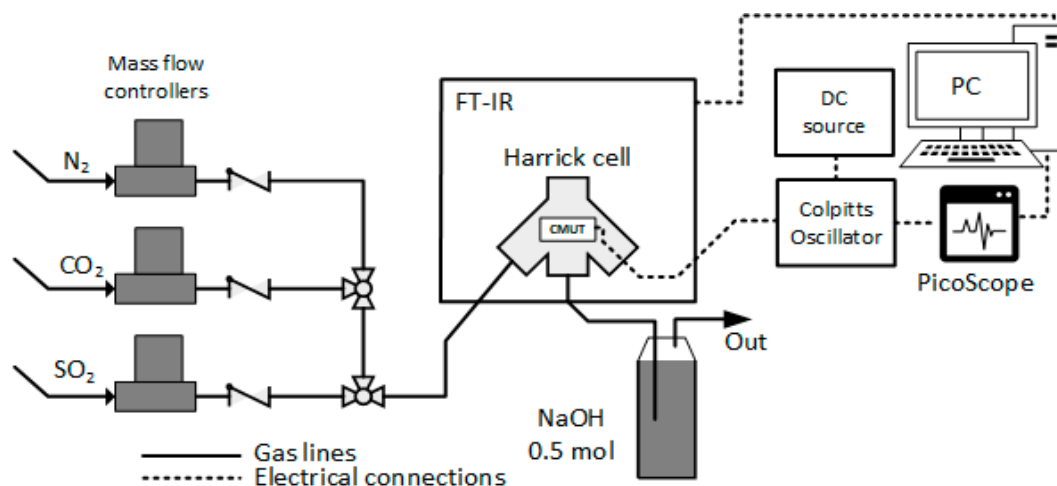 Mass flow
controllers
N₂
CO₂
SO₂
FT-IR
Harrick cell
CMUT
DC
source
PC
Colpitts
Oscillator
PicoScope
Out
NaOH
0.5 mol
Gas lines
Electrical connections